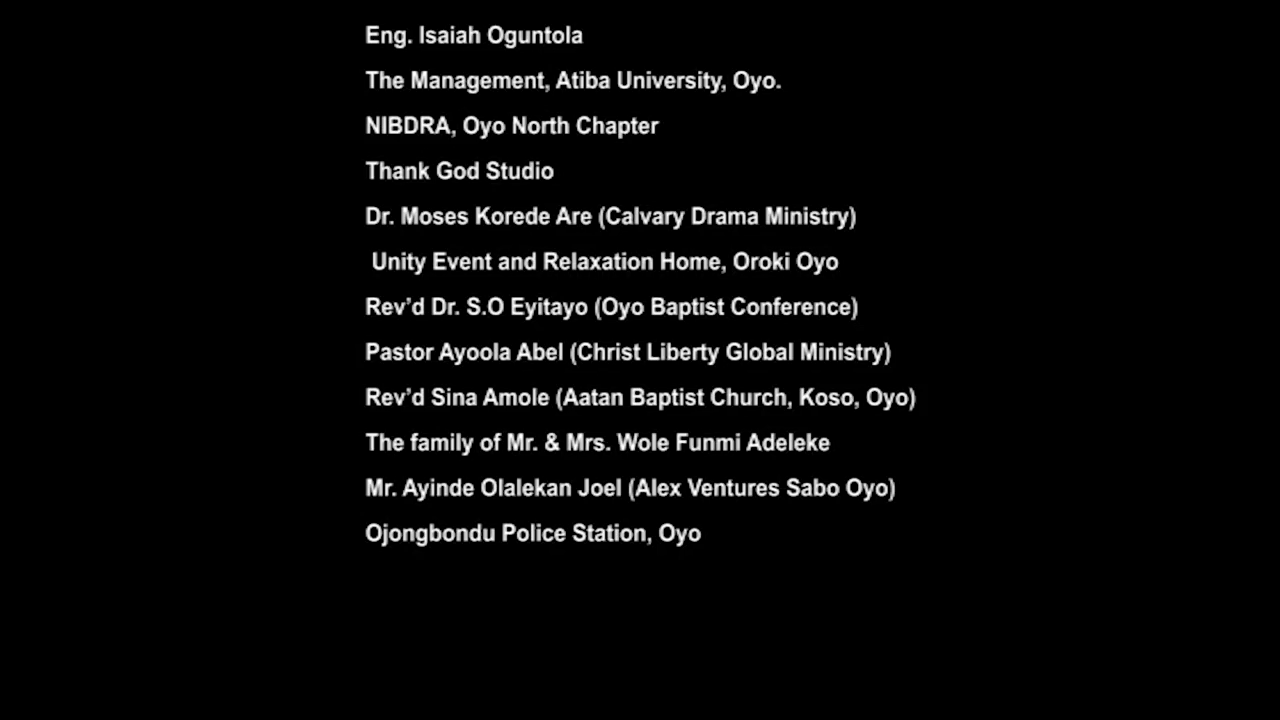 Eng. Isaiah Oguntola
The Management, Atiba University, Oyo.
NIBDRA, Oyo North Chapter
Thank God Studio
Dr. Moses Korede Are (Calvary Drama Ministry)
Unity Event and Relaxation Home, Oroki Oyo
Rev’d Dr. S.O Eyitayo (Oyo Baptist Conference)
Pastor Ayoola Abel (Christ Liberty Global Ministry)
Rev’d Sina Amole (Aatan Baptist Church, Koso, Oyo)
The family of Mr. & Mrs. Wole Funmi Adeleke
Mr. Ayinde Olalekan Joel (Alex Ventures Sabo Oyo)
Ojongbondu Police Station, Oyo